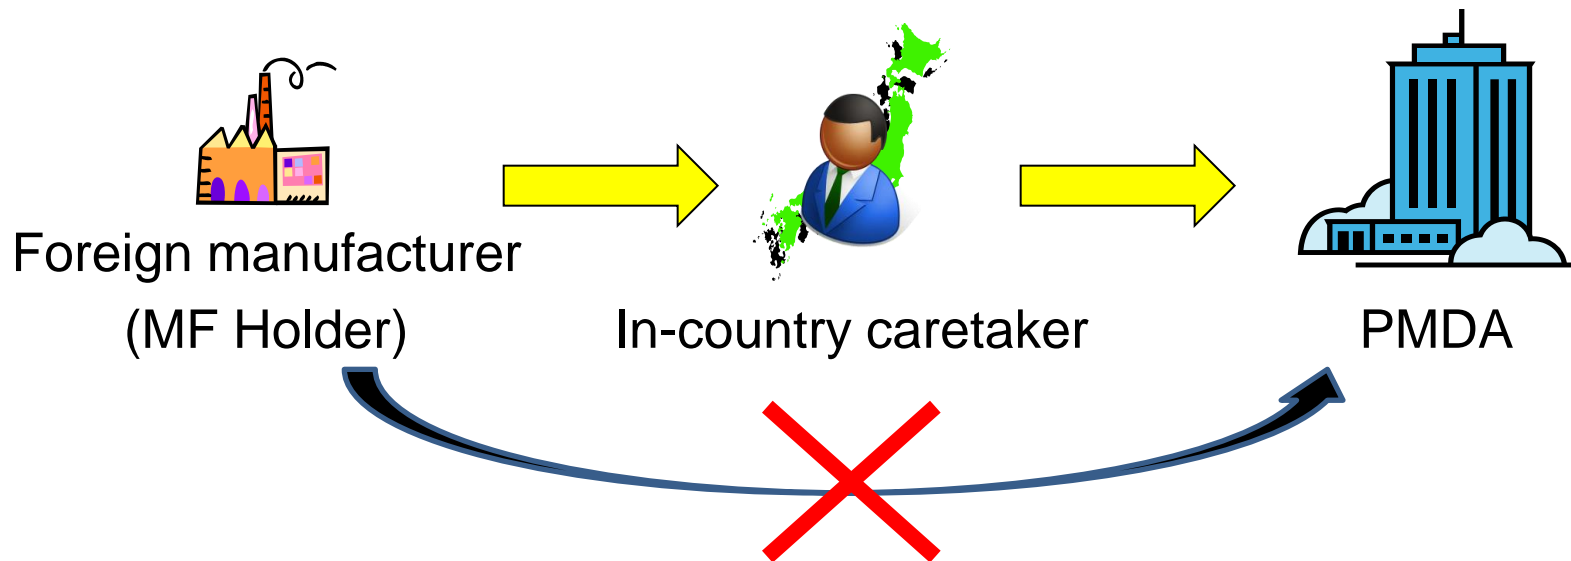 Foreign manufacturer
(MF Holder)
In-country caretaker
PMDA